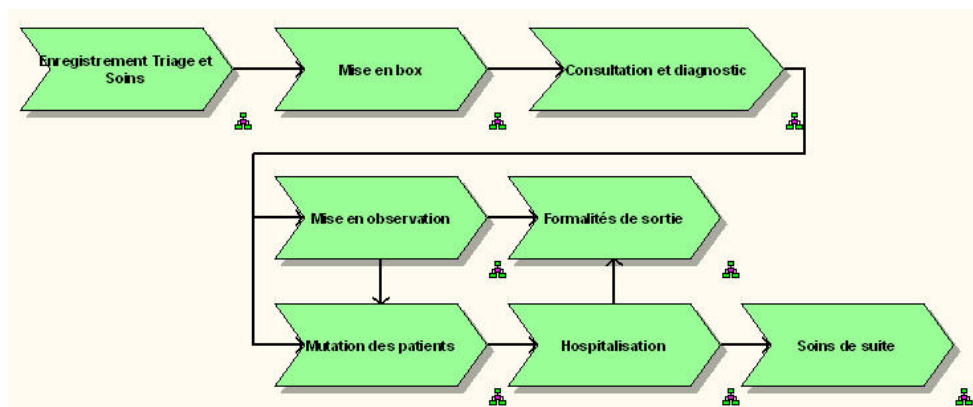 Enregistrement Triage et
Soins
Mise en box
Consultation et diagnostic
Mise en observation
Formalités de sortie
Mutation des patients
Hospitalisation
Soins de suite